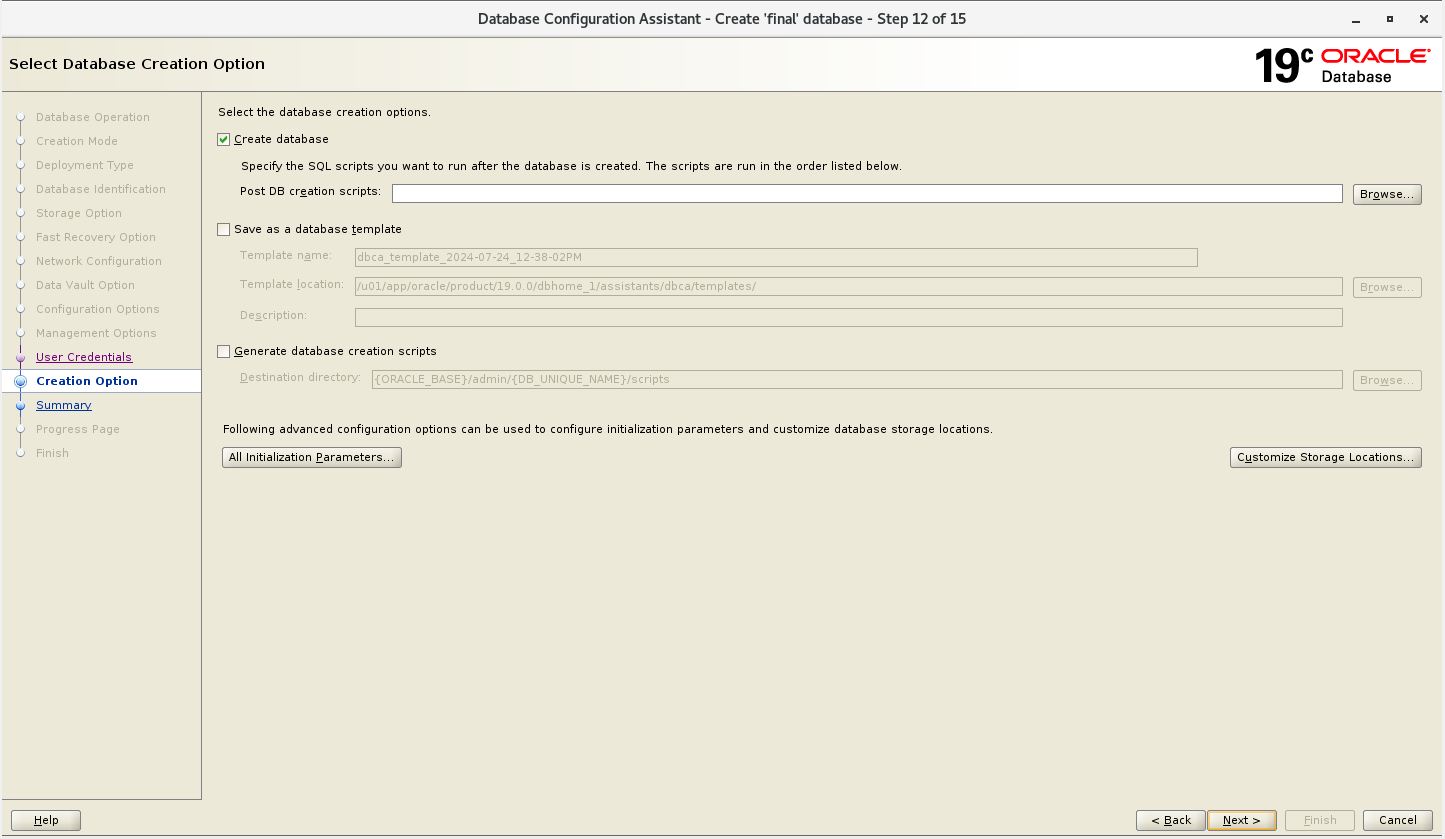 Database Configuration Assistant - Create 'final' database - Step 12 of 15
Select Database Creation Option
19c ORACLE
Database
Database Operation
Creation Mode
Deployment Type
Database Identification
Storage Option
Fast Recovery Option
Network Configuration
Data Vault Option
Configuration Options
Management Options
User Credentials
Creation Option
Summary
Progress Page
Finish
Select the database creation options.
Create database
Specify the SQL scripts you want to run after the database is created. The scripts are run in the order listed below.
Post DB creation scripts: Browse...
Save as a database template
Template name: dbca_template_2024-07-24_12-38-02PM
Template location: /u01/app/oracle/product/19.0.0/dbhome_1/assistants/dbca/templates/ Browse...
Description:
Generate database creation scripts
Destination directory: {ORACLE_BASE}/admin/{DB_UNIQUE_NAME}/scripts Browse...
Following advanced configuration options can be used to configure initialization parameters and customize database storage locations.
All Initialization Parameters... Customize Storage Locations...
Help < Back Next > Finish Cancel